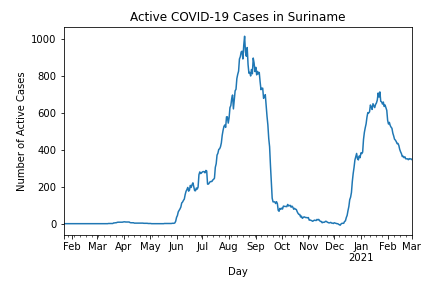 Active COVID-19 Cases in Suriname
Number of Active Cases
1000
800
600
400
200
0
Feb Mar Apr May Jun Jul Aug Sep Oct Nov Dec Jan Feb Mar
2021
Day